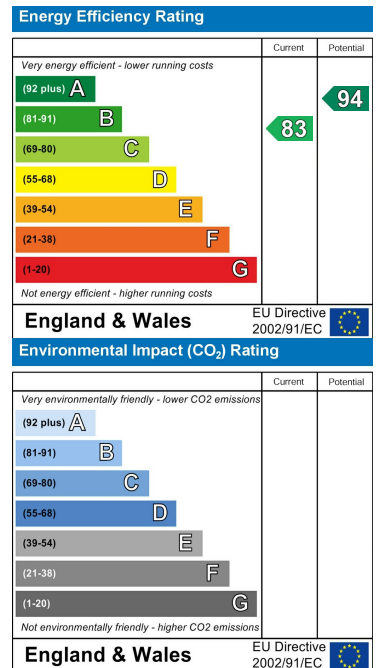 Energy Efficiency Rating
Current Potential
Very energy efficient - lower running costs
(92 plus) A
94
(81-91) B
83
(69-80) C
(55-68) D
(39-54) E
(21-38) F
(1-20) G
Not energy efficient - higher running costs
England & Wales
EU Directive
2002/91/EC
Environmental Impact (CO₂) Rating
Current Potential
Very environmentally friendly - lower CO2 emissions
(92 plus) A
(81-91) B
(69-80) C
(55-68) D
(39-54) E
(21-38) F
(1-20) G
Not environmentally friendly - higher CO2 emissions
England & Wales
EU Directive
2002/91/EC